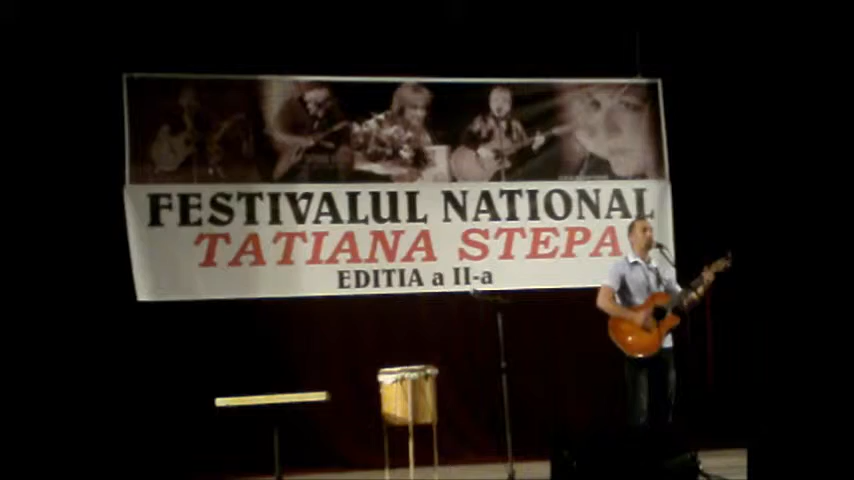 FESTIVALUL NATIONAL
TATIANA STEPA
EDITIA a II-a